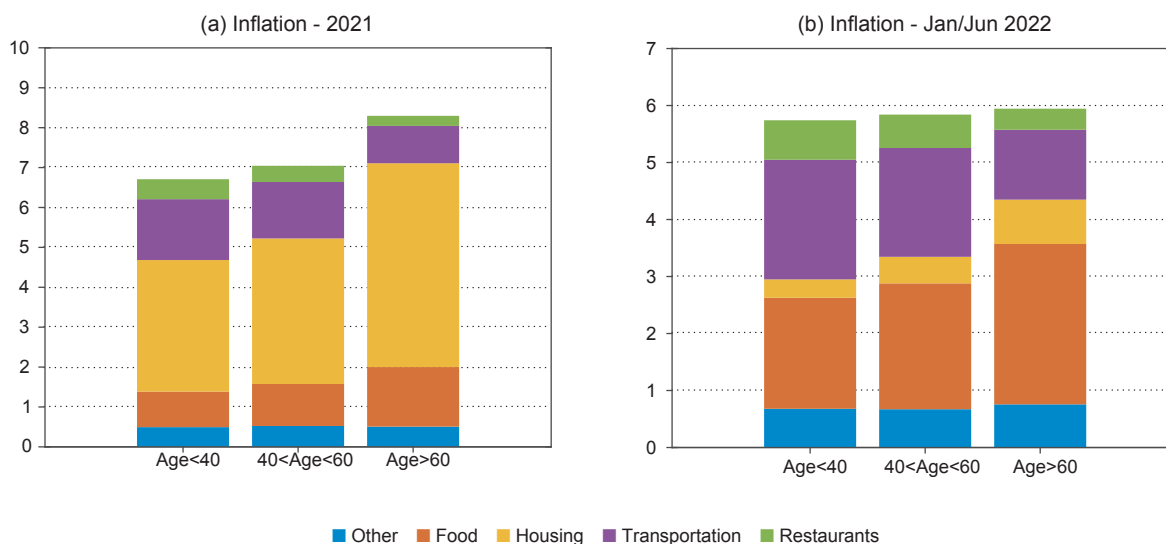 (a) Inflation - 2021
10
9
8
7
6
5
4
3
2
1
0
Age<40
40<Age<60
Age>60
(b) Inflation - Jan/Jun 2022
7
6
5
4
3
2
1
0
Age<40
40<Age<60
Age>60
Other
Food
Housing
Transportation
Restaurants